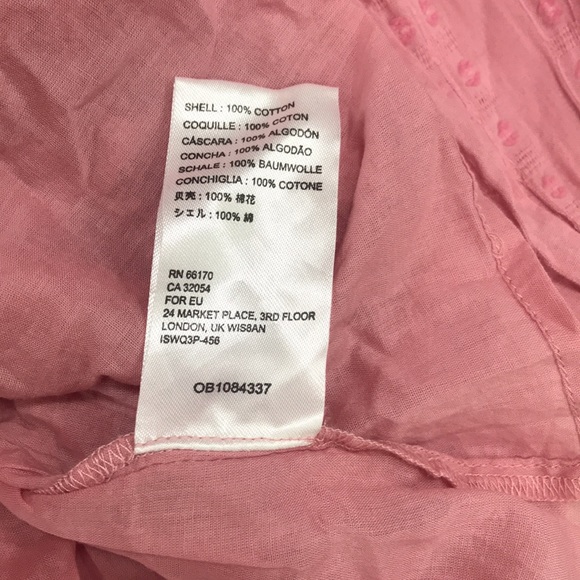 SHELL : 100% COTTON
COQUILLE : 100% COTON
CÁSCARA : 100% ALGODÓN
CONCHA : 100% ALGODÃO
SCHALE : 100% BAUMWOLLE
CONCHIGLIA : 100% COTONE
贝壳 : 100% 棉花
シェル : 100% 綿
RN 66170
CA 32054
FOR EU
24 MARKET PLACE, 3RD FLOOR
LONDON, UK WIS8AN
ISWQ3P-456
OB1084337